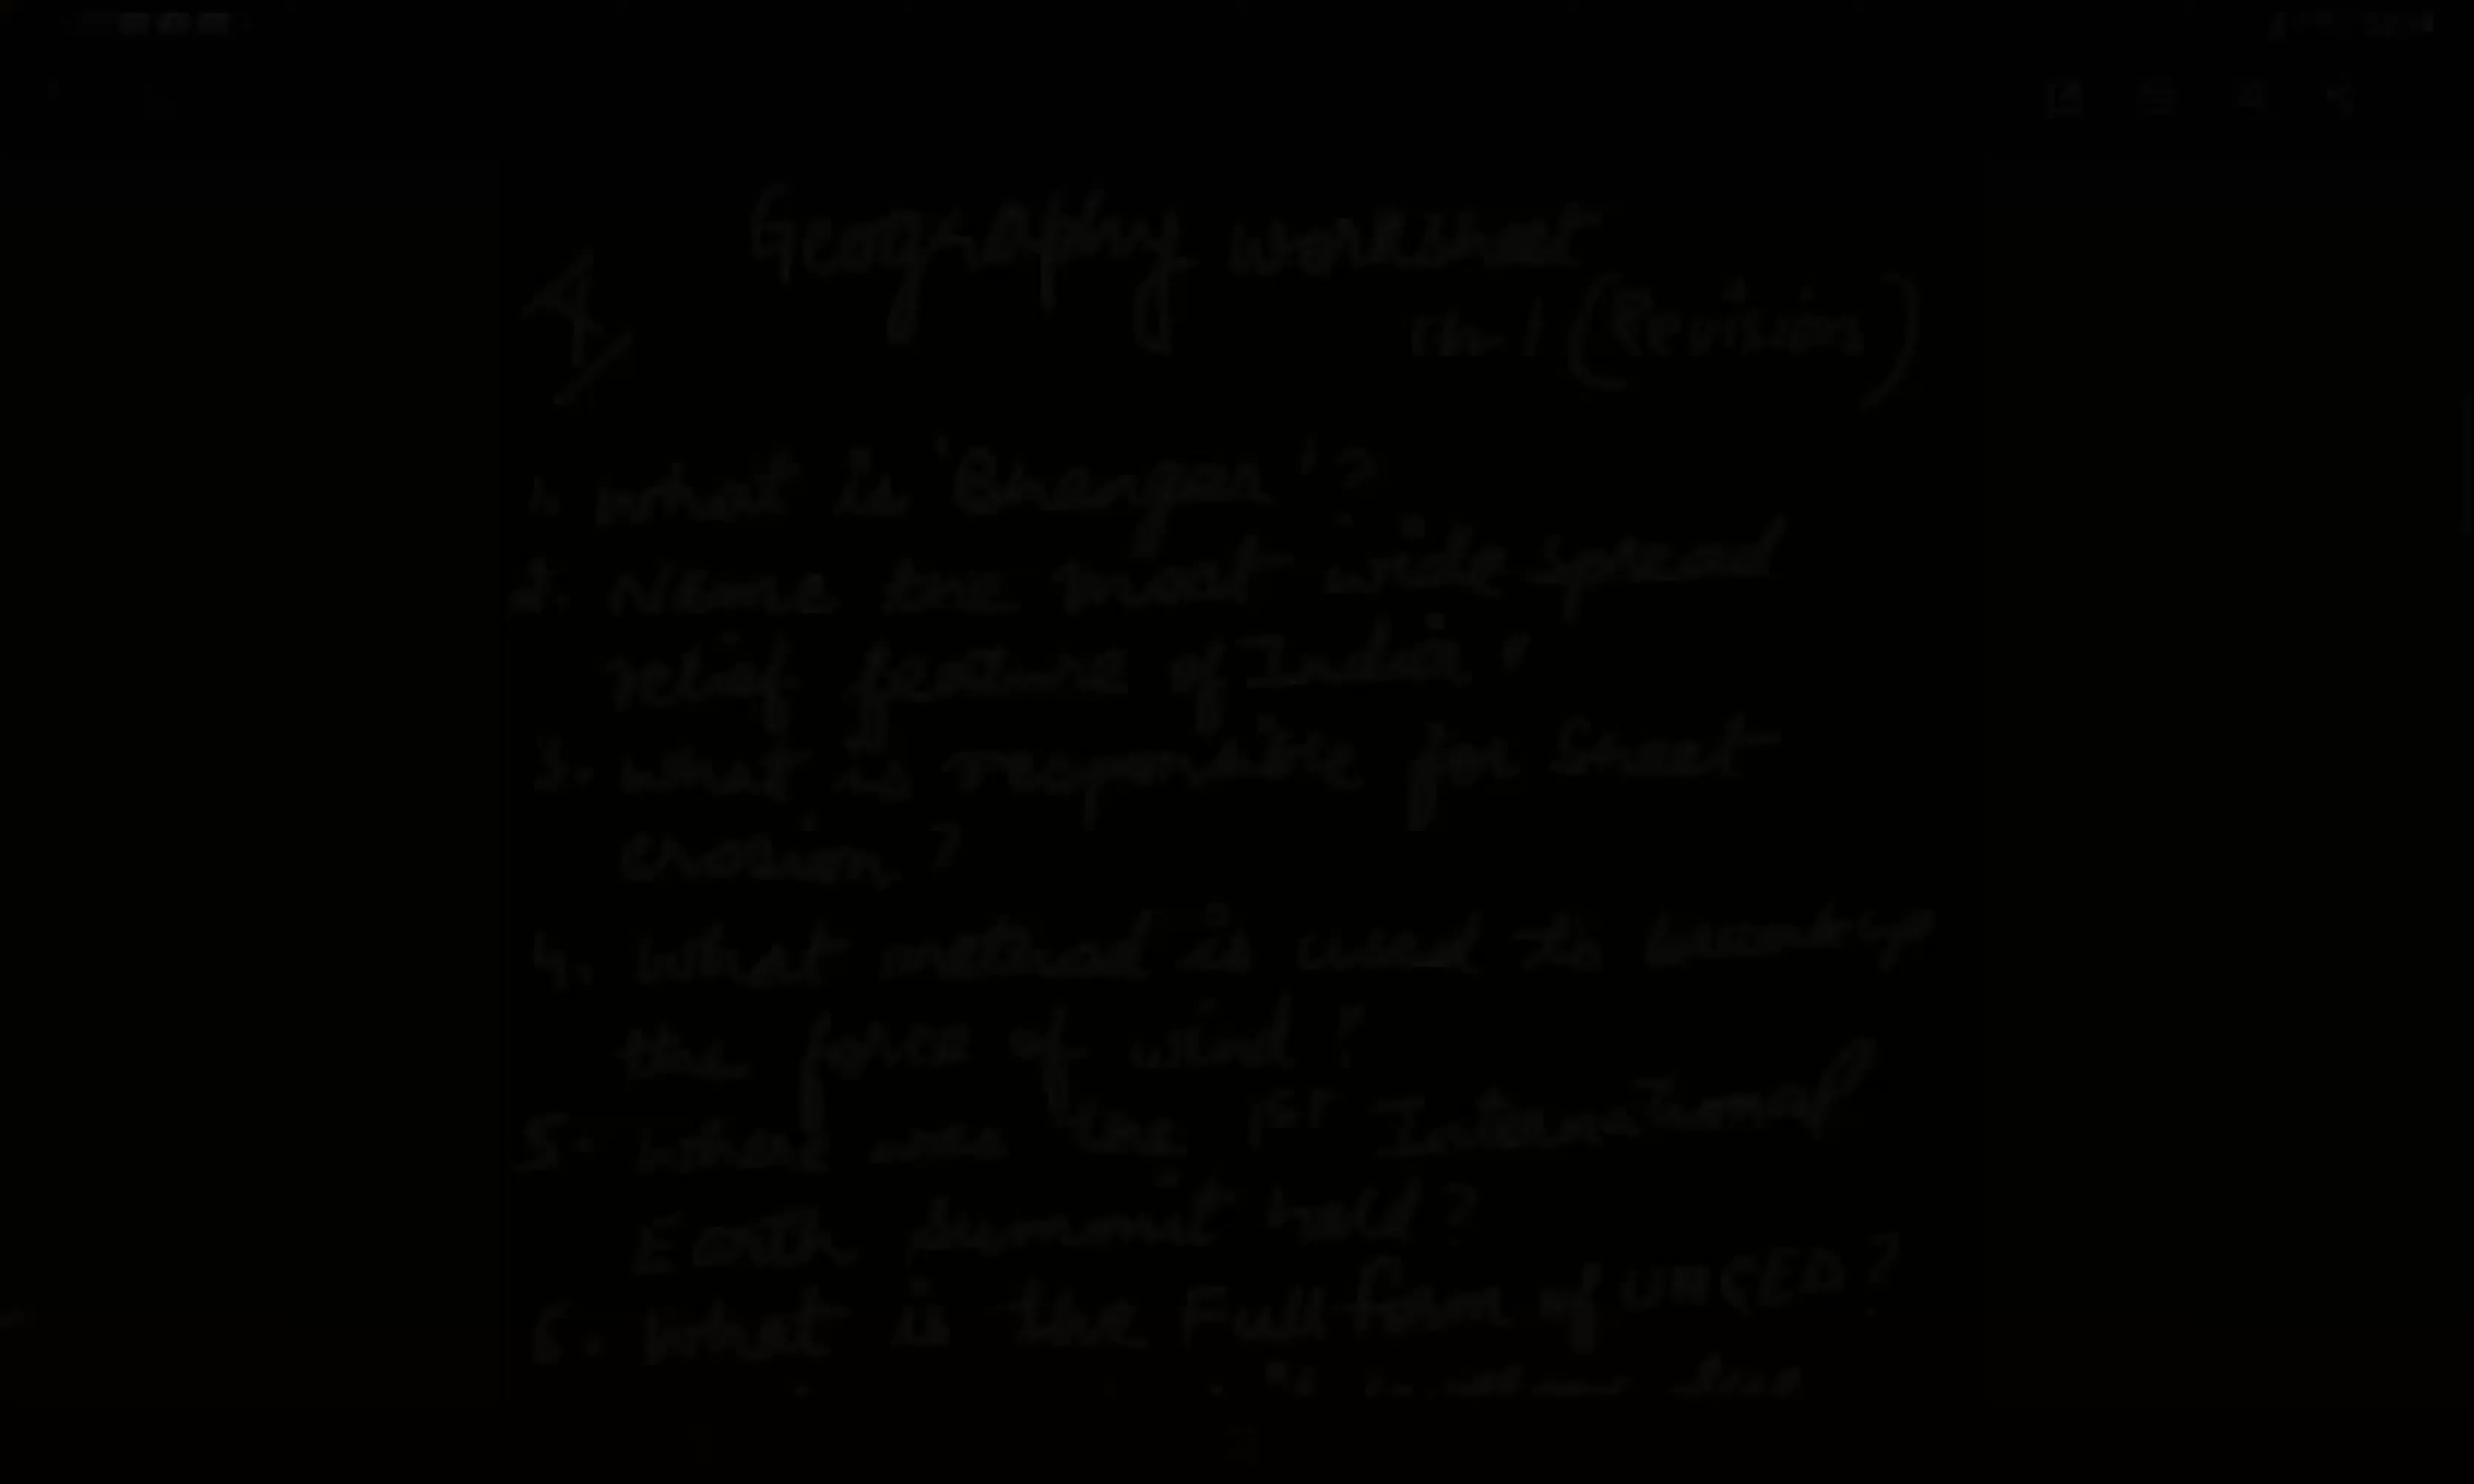 Geography worksheet
A/
Ch 1 (Revision)
1. What is 'Bhangar'?
2. Name the most wide spread
relief feature of India.
3. What is responsible for Sheet
erosion?
4. What method is used to break up
the force of wind?
5. Where was the 1st International
Earth Summit held?
6. What is the Full form of UNCED?